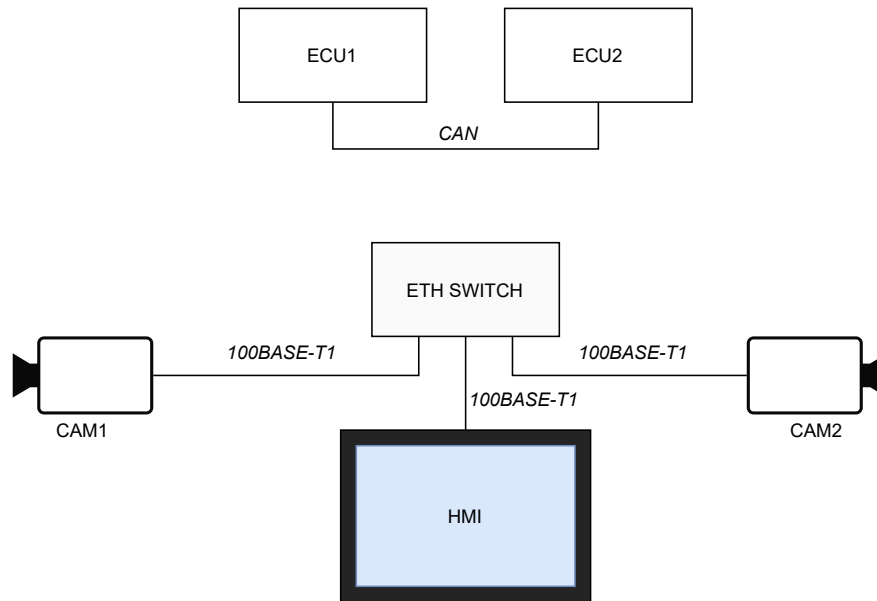 ECU1
ECU2
CAN
ETH SWITCH
100BASE-T1
100BASE-T1
100BASE-T1
CAM1
CAM2
HMI